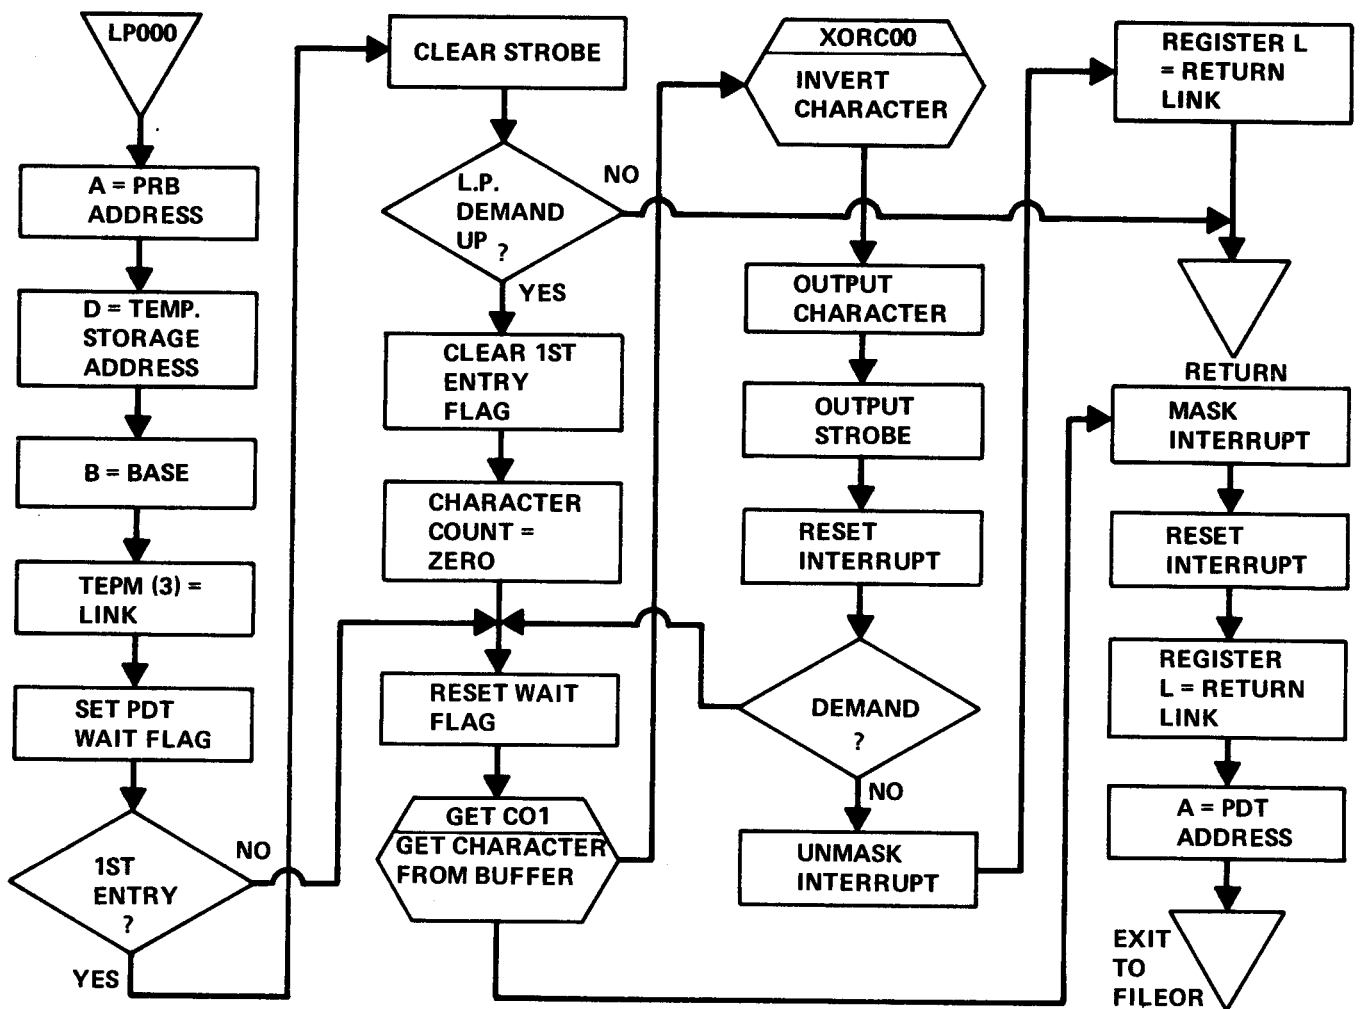 LP000
A = PRB
ADDRESS
D = TEMP.
STORAGE
ADDRESS
B = BASE
TEPM (3) =
LINK
SET PDT
WAIT FLAG
1ST
ENTRY
?
NO
YES
CLEAR STROBE
L.P.
DEMAND
UP
?
NO
YES
CLEAR 1ST
ENTRY
FLAG
CHARACTER
COUNT =
ZERO
RESET WAIT
FLAG
GET CO1
GET CHARACTER
FROM BUFFER
XORC00
INVERT
CHARACTER
OUTPUT
CHARACTER
OUTPUT
STROBE
RESET
INTERRUPT
DEMAND
?
NO
UNMASK
INTERRUPT
REGISTER L
= RETURN
LINK
RETURN
MASK
INTERRUPT
RESET
INTERRUPT
REGISTER
L = RETURN
LINK
A = PDT
ADDRESS
EXIT
TO
FILEOR